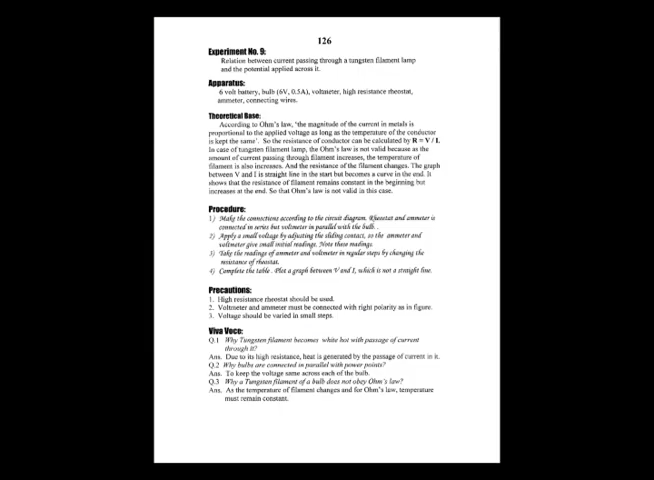 126
Experiment No. 9:
Relation between current passing through a tungsten filament lamp
and the potential applied across it.
Apparatus:
6 volt battery, bulb (6V, 0.5A), voltmeter, high resistance rheostat,
ammeter, connecting wires.
Theoretical Base:
According to Ohm's law, 'the magnitude of the current in metals is
proportional to the applied voltage as long as the temperature of the conductor
is kept the same'. So the resistance of conductor can be calculated by R = V / I.
In case of tungsten filament lamp, the Ohm's law is not valid because as the
amount of current passing through filament increases, the temperature of
filament is also increases. And the resistance of the filament changes. The graph
between V and I is straight line in the start but becomes a curve in the end. It
shows that the resistance of filament remains constant in the beginning but
increases at the end. So that Ohm's law is not valid in this case.
Procedure:
1) Make the connections according to the circuit diagram. Rheostat and ammeter is
connected in series but voltmeter in parallel with the bulb.
2) Apply a small voltage by adjusting the sliding contact, so the ammeter and
voltmeter give small initial readings. Note these readings.
3) Take the readings of ammeter and voltmeter in regular steps by changing the
resistance of rheostat.
4) Complete the table. Plot a graph between V and I, which is not a straight line.
Precautions:
1. High resistance rheostat should be used.
2. Voltmeter and ammeter must be connected with right polarity as in figure.
3. Voltage should be varied in small steps.
Viva Voce:
Q.1 Why Tungsten filament becomes white hot with passage of current
through it?
Ans. Due to its high resistance, heat is generated by the passage of current in it.
Q.2 Why bulbs are connected in parallel with power points?
Ans. To keep the voltage same across each of the bulb.
Q.3 Why a Tungsten filament of a bulb does not obey Ohm's law?
Ans. As the temperature of filament changes and for Ohm's law, temperature
must remain constant.